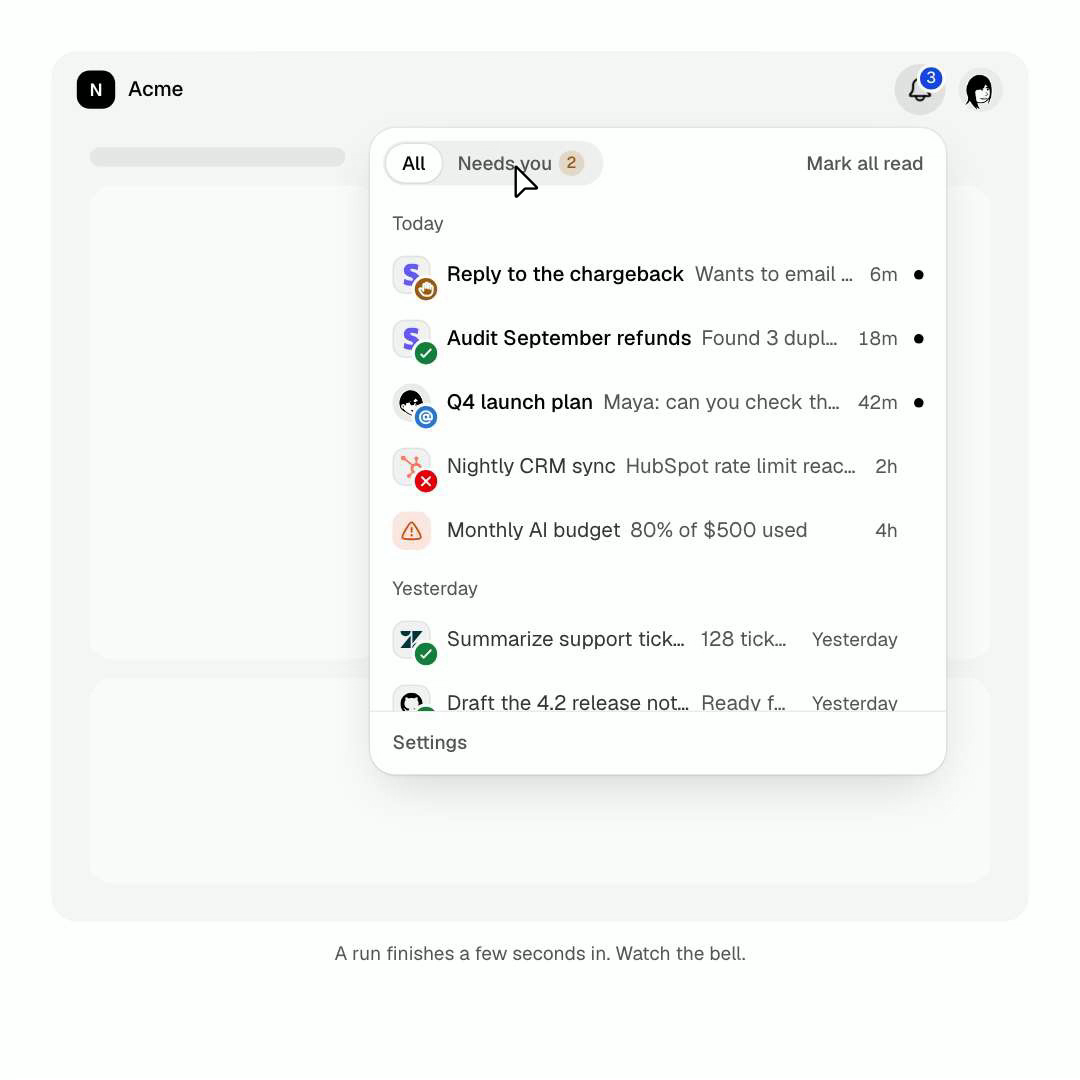 N Acme 3
All Needs you 2 Mark all read
Today
Reply to the chargeback Wants to email ... 6m
Audit September refunds Found 3 dupl... 18m
Q4 launch plan Maya: can you check th... 42m
Nightly CRM sync HubSpot rate limit reac... 2h
Monthly AI budget 80% of $500 used 4h
Yesterday
Summarize support tick... 128 tick... Yesterday
Draft the 4.2 release not... Ready f... Yesterday
Settings
A run finishes a few seconds in. Watch the bell.